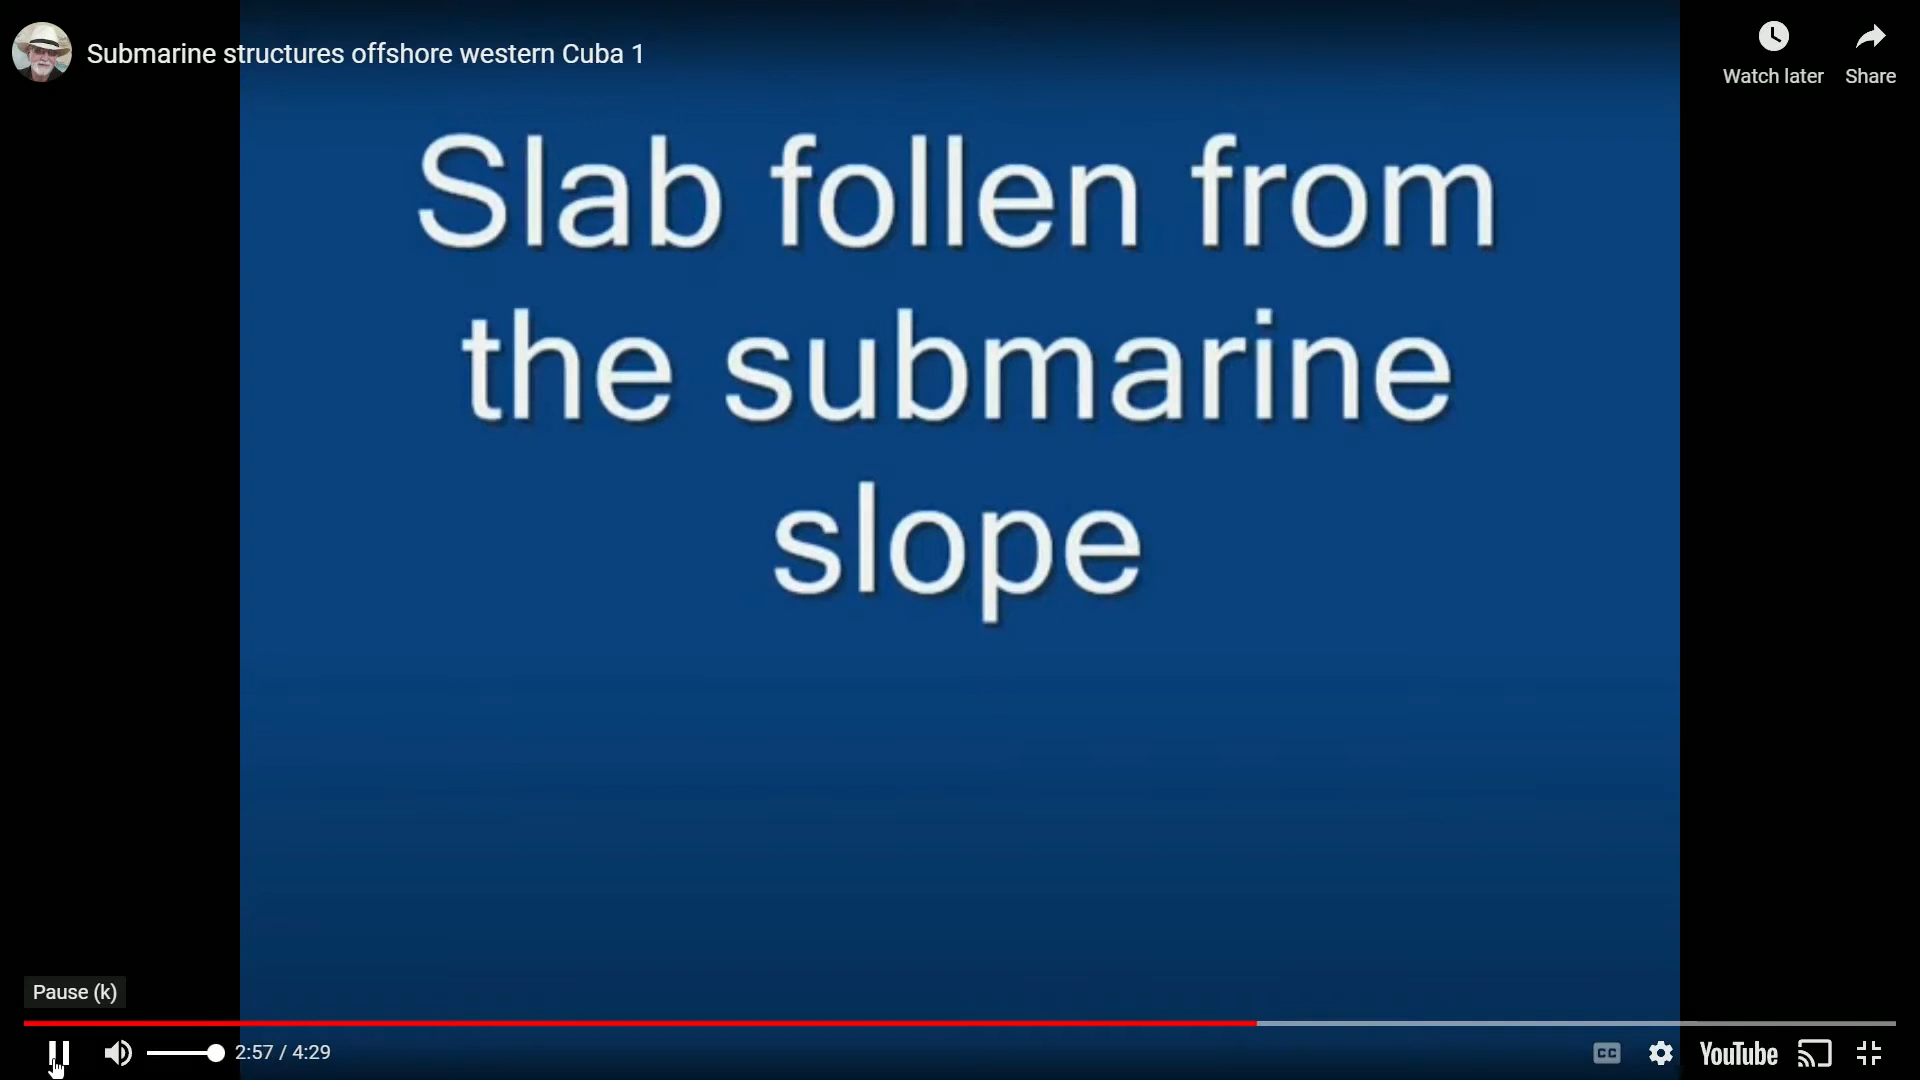 Submarine structures offshore western Cuba 1
Watch later
Share
Slab follen from
the submarine
slope
Pause (k)
2:57 / 4:29
CC
YouTube